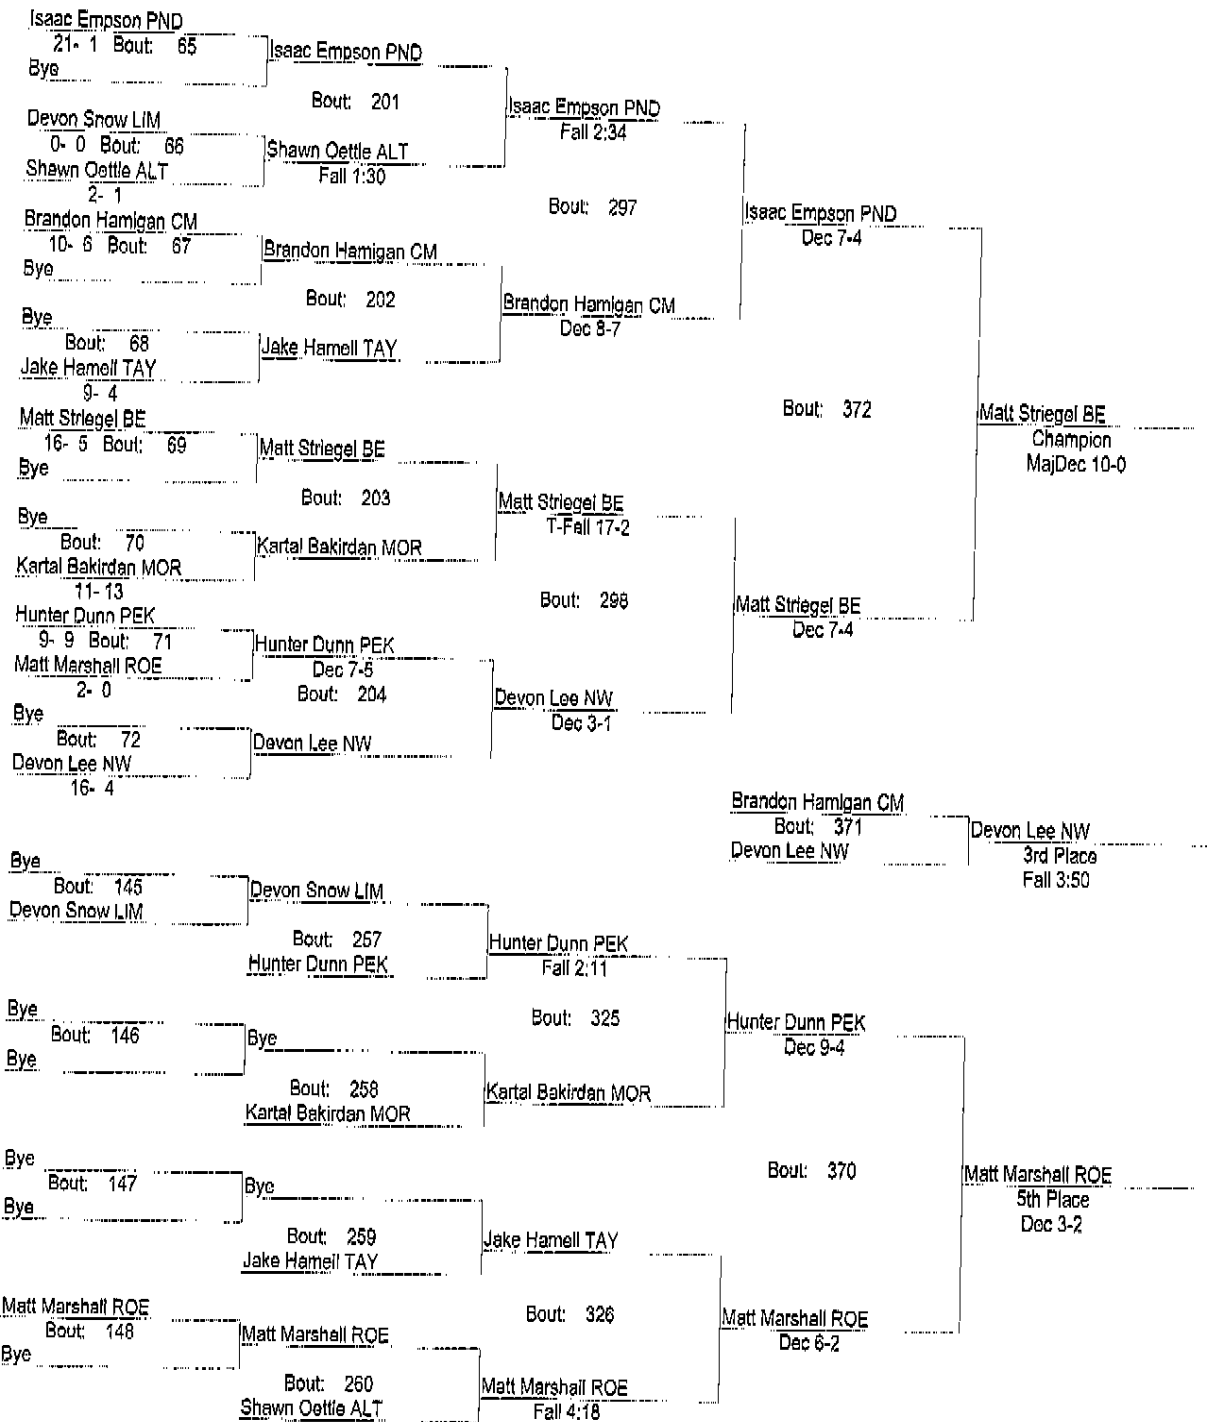 Isaac Empson PND
21- 1 Bout: 65
Bye
Isaac Empson PND
Bout: 201
Isaac Empson PND
Fall 2:34
Devon Snow LIM
0- 0 Bout: 66
Shawn Oettle ALT
2- 1
Shawn Oettle ALT
Fall 1:30
Bout: 297
Isaac Empson PND
Dec 7-4
Brandon Hamigan CM
10- 6 Bout: 67
Bye
Brandon Hamigan CM
Bout: 202
Brandon Hamigan CM
Dec 8-7
Bye
Bout: 68
Jake Hamell TAY
9- 4
Jake Hamell TAY
Bout: 372
Matt Striegel BE
Champion
MajDec 10-0
Matt Striegel BE
16- 5 Bout: 69
Bye
Matt Striegel BE
Bout: 203
Matt Striegel BE
T-Fall 17-2
Bye
Bout: 70
Kartal Bakirdan MOR
11- 13
Kartal Bakirdan MOR
Bout: 298
Matt Striegel BE
Dec 7-4
Hunter Dunn PEK
9- 9 Bout: 71
Matt Marshall ROE
2- 0
Hunter Dunn PEK
Dec 7-5
Bout: 204
Devon Lee NW
Dec 3-1
Bye
Bout: 72
Devon Lee NW
16- 4
Devon Lee NW
Brandon Hamigan CM
Bout: 371
Devon Lee NW
Devon Lee NW
3rd Place
Fall 3:50
Bye
Bout: 145
Devon Snow LIM
Devon Snow LIM
Bout: 257
Hunter Dunn PEK
Hunter Dunn PEK
Fall 2:11
Bye
Bout: 146
Bye
Bye
Bout: 258
Kartal Bakirdan MOR
Bout: 325
Kartal Bakirdan MOR
Hunter Dunn PEK
Dec 9-4
Bye
Bout: 147
Bye
Bye
Bout: 259
Jake Hamell TAY
Jake Hamell TAY
Bout: 370
Matt Marshall ROE
5th Place
Dec 3-2
Matt Marshall ROE
Bout: 148
Bye
Matt Marshall ROE
Bout: 260
Shawn Oettle ALT
Bout: 326
Matt Marshall ROE
Fall 4:18
Matt Marshall ROE
Dec 6-2